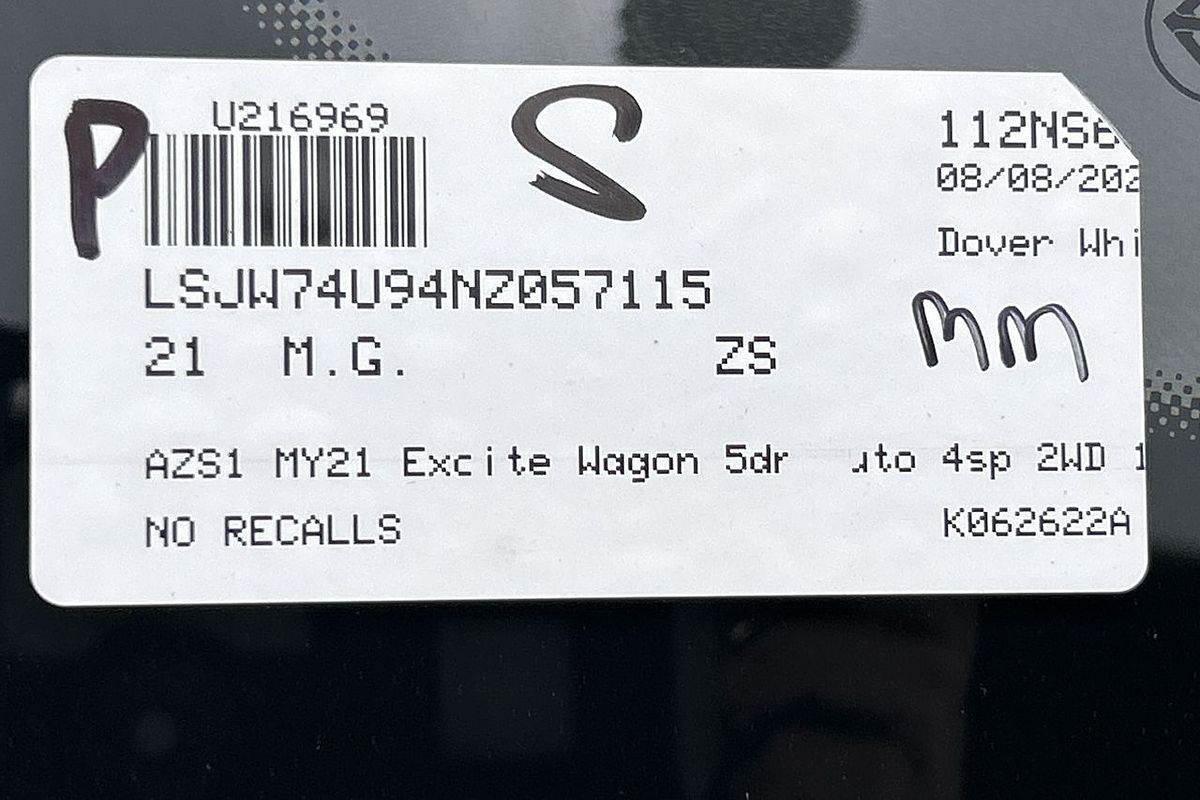 P
U216969
S
112NS6
08/08/202
LSJW74U94NZ057115
Dover Whi
21 M.G. ZS
mm
AZS1 MY21 Excite Wagon 5dr uto 4sp 2WD 1
NO RECALLS K062622A